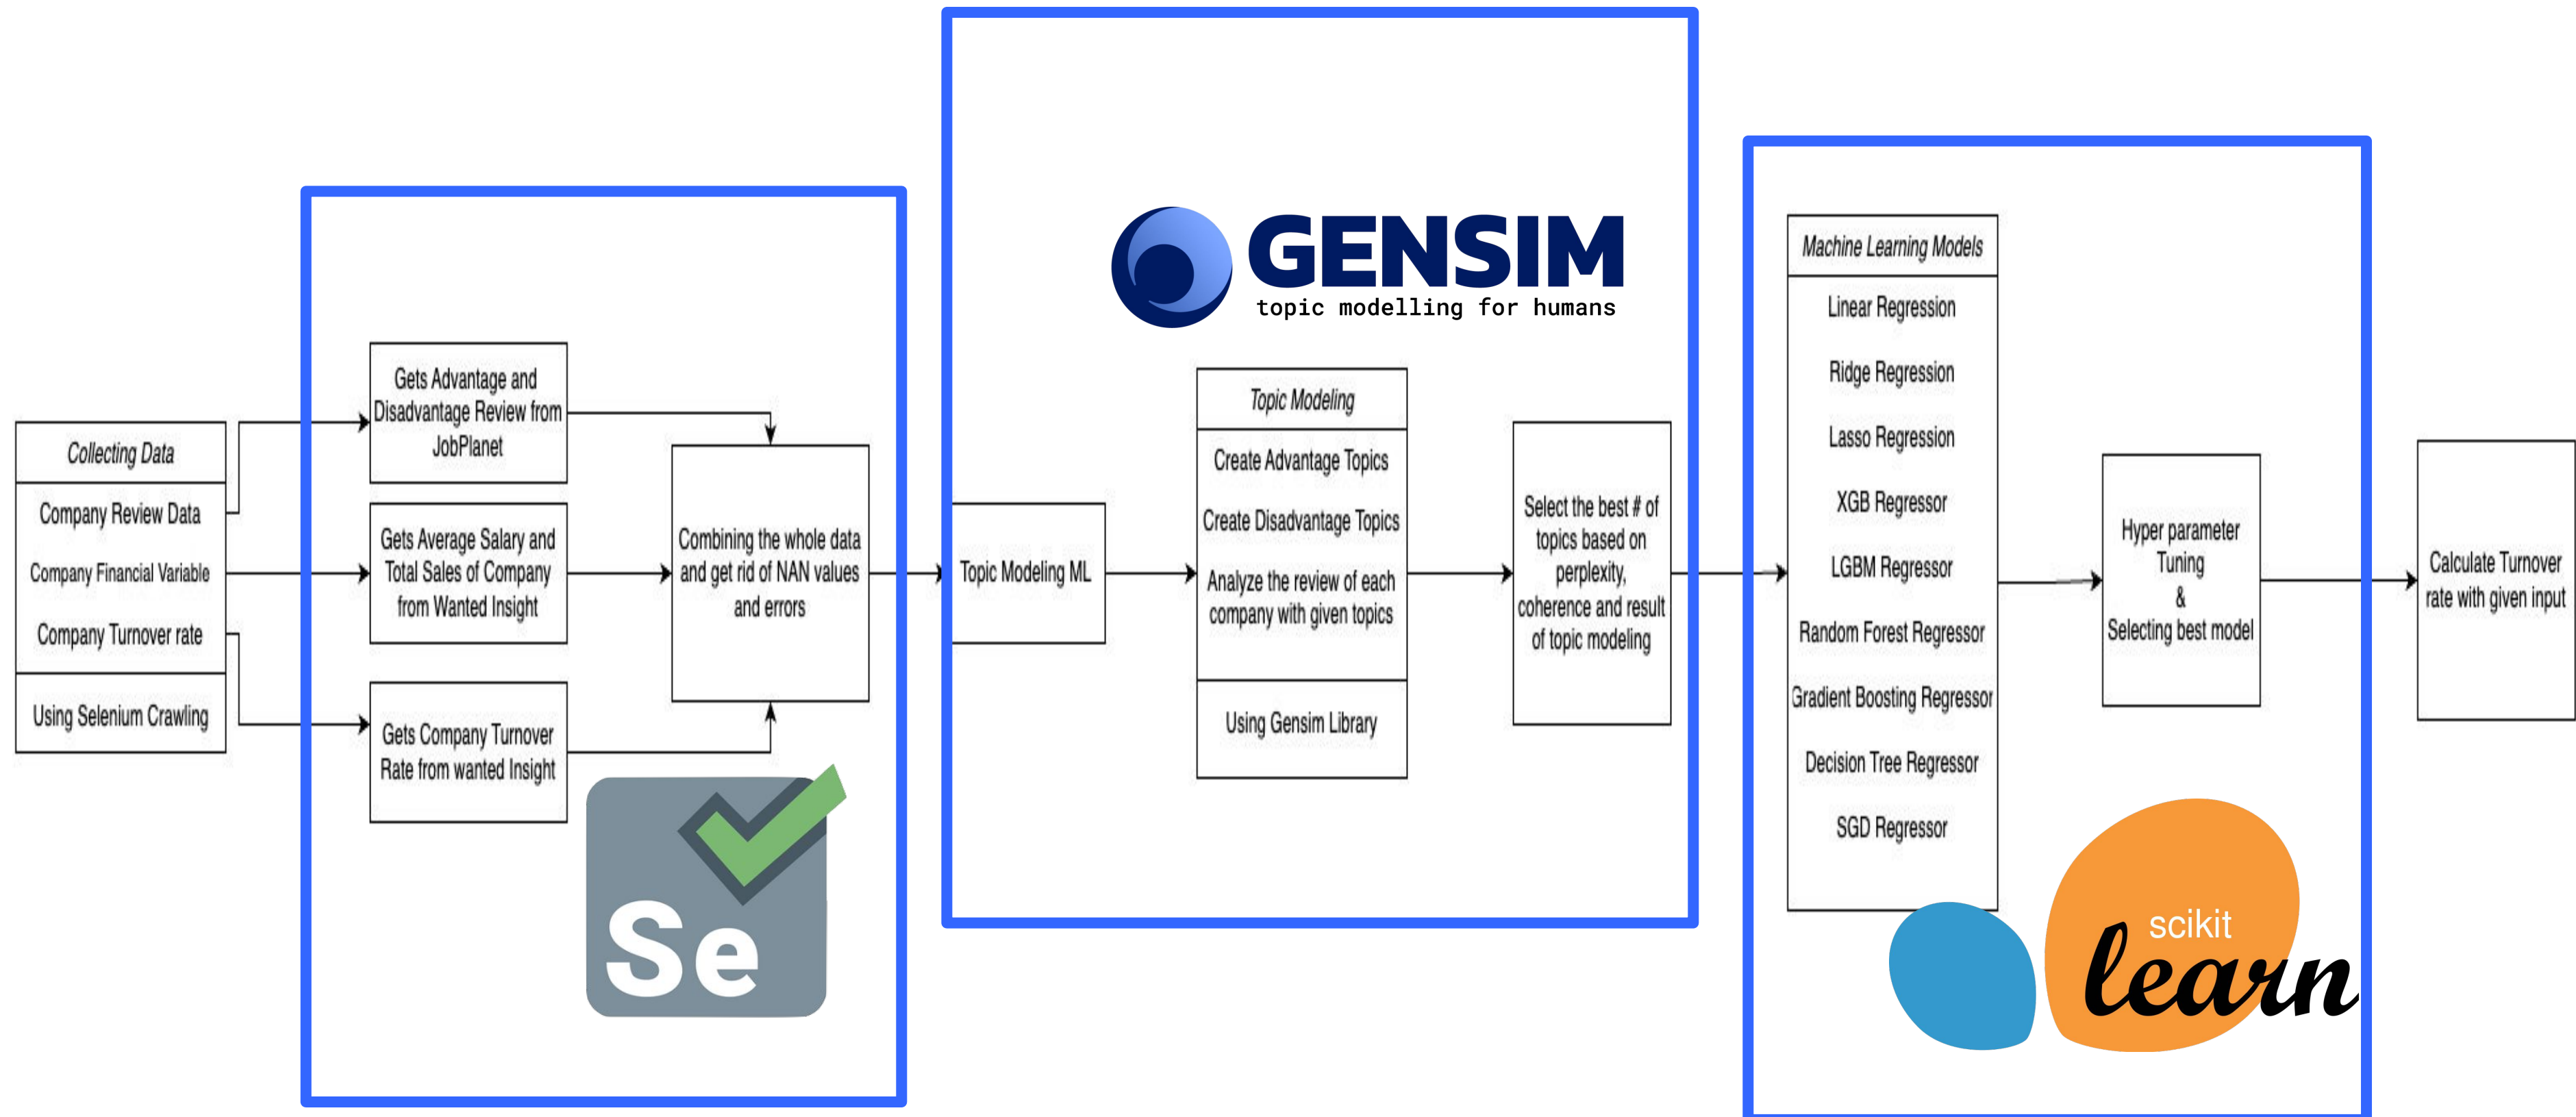 Collecting Data
Company Review Data
Company Financial Variable
Company Turnover rate
Using Selenium Crawling
Gets Advantage and
Disadvantage Review from
JobPlanet
Gets Average Salary and
Total Sales of Company
from Wanted Insight
Gets Company Turnover
Rate from wanted Insight
Combining the whole data
and get rid of NAN values
and errors
Se
GENSIM
topic modelling for humans
Topic Modeling ML
Topic Modeling
Create Advantage Topics
Create Disadvantage Topics
Analyze the review of each
company with given topics
Using Gensim Library
Select the best # of
topics based on
perplexity,
coherence and result
of topic modeling
Machine Learning Models
Linear Regression
Ridge Regression
Lasso Regression
XGB Regressor
LGBM Regressor
Random Forest Regressor
Gradient Boosting Regressor
Decision Tree Regressor
SGD Regressor
Hyper parameter
Tuning
&
Selecting best model
scikit
learn
Calculate Turnover
rate with given input